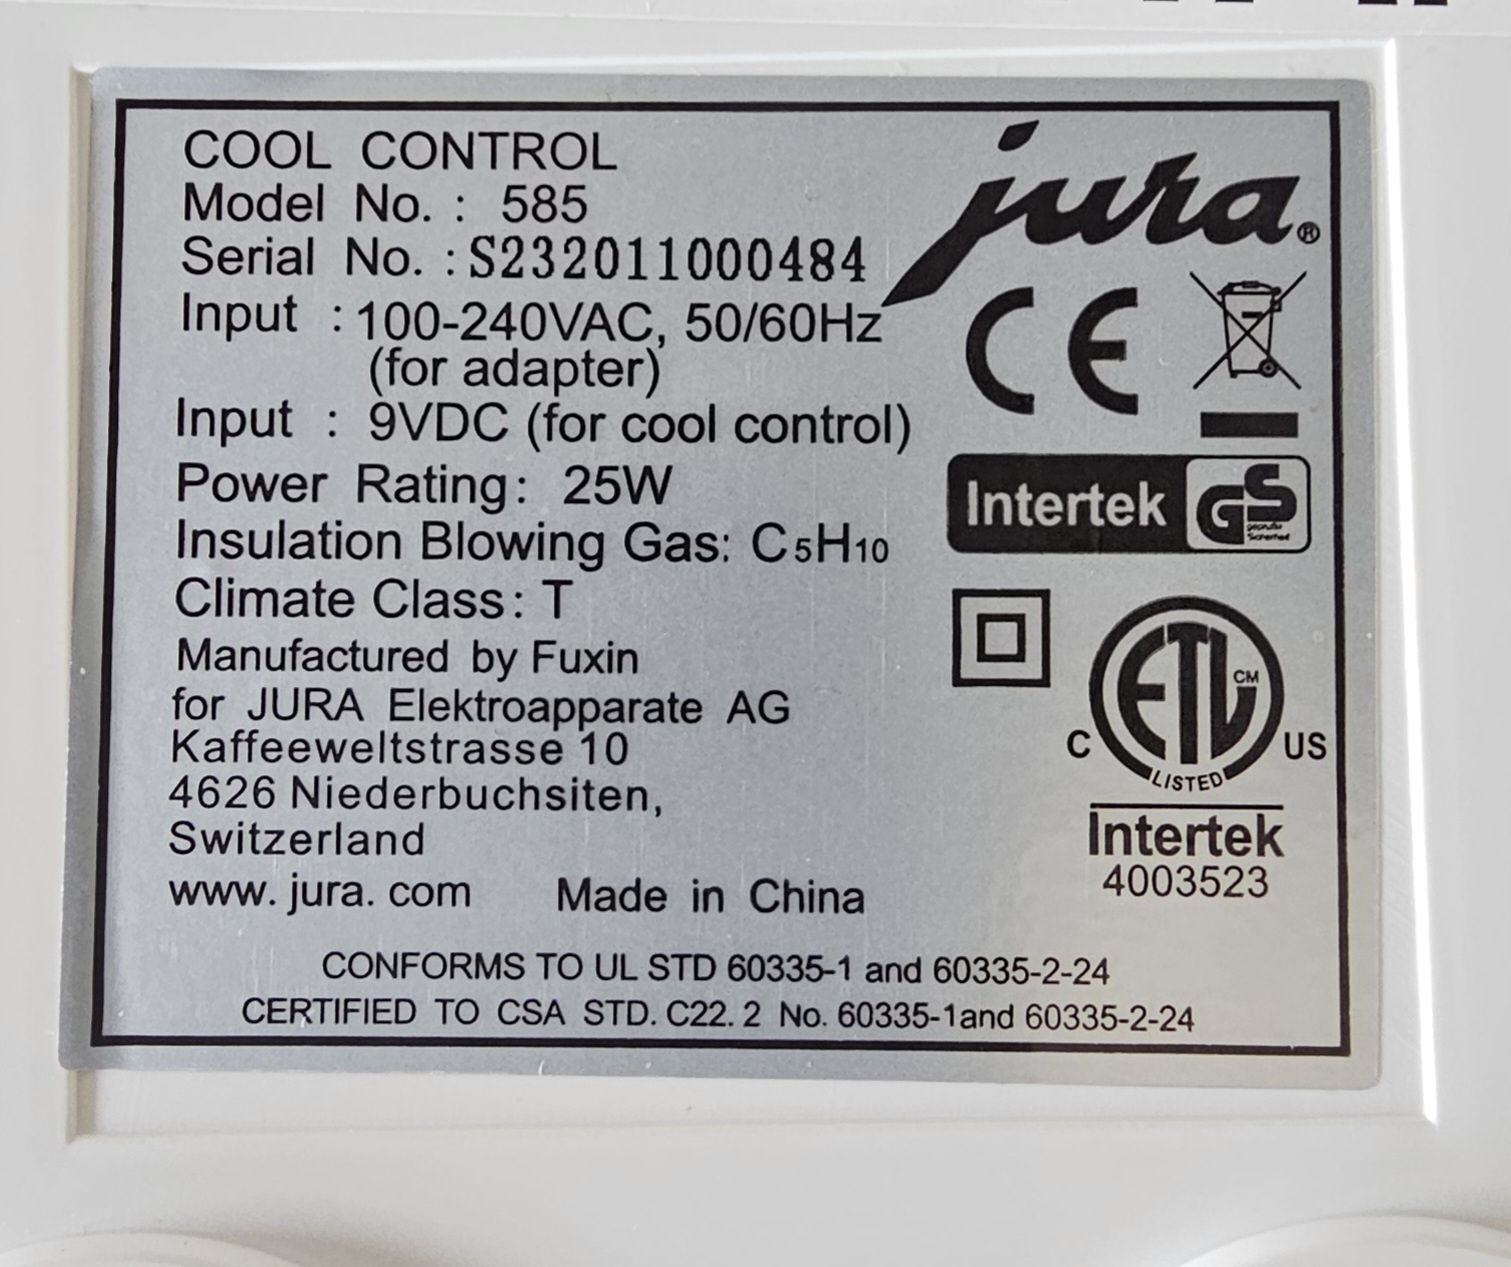 COOL CONTROL
jura®
Model No. : 585
Serial No. : S232011000484
Input : 100-240VAC, 50/60Hz
(for adapter)
CE
Input : 9VDC (for cool control)
Power Rating: 25W
Intertek GS
geprüfte
Sicherheit
Insulation Blowing Gas: C5H10
Climate Class: T
Manufactured by Fuxin
for JURA Elektroapparate AG
Kaffeeweltstrasse 10
4626 Niederbuchsiten,
Switzerland
www. jura. com Made in China
ETL CM
C US
LISTED
Intertek
4003523
CONFORMS TO UL STD 60335-1 and 60335-2-24
CERTIFIED TO CSA STD. C22. 2 No. 60335-1and 60335-2-24